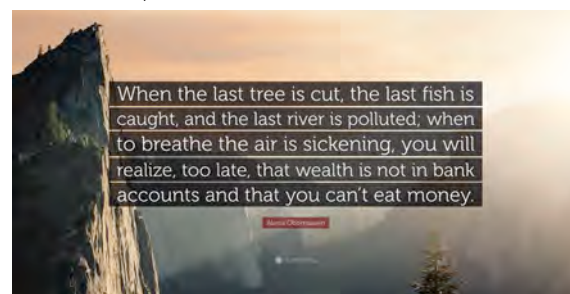 When the last tree is cut, the last fish is
caught, and the last river is polluted; when
to breathe the air is sickening, you will
realize, too late, that wealth is not in bank
accounts and that you can't eat money.
Alanis Obomsawin